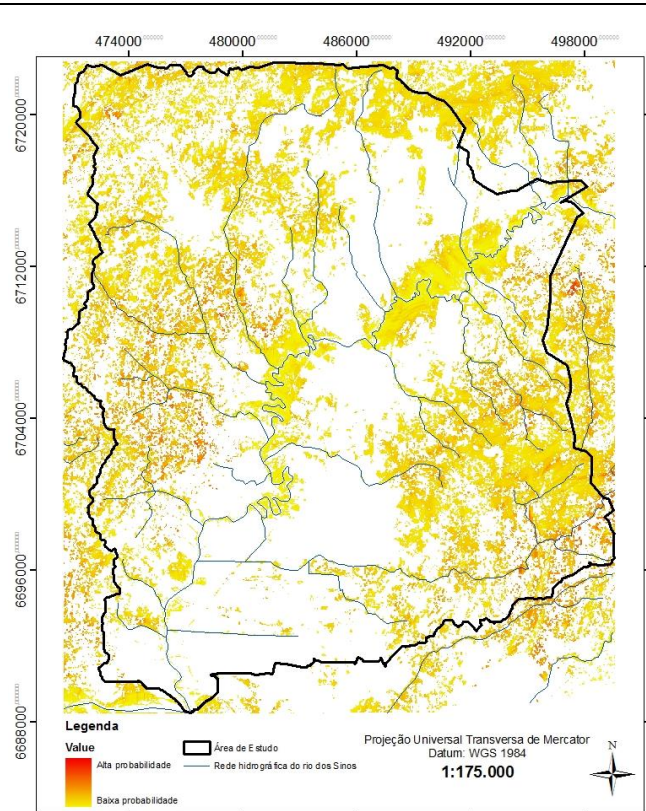 474000 480000 486000 492000 498000
6720000
6712000
6704000
6696000
6688000
Legenda
Value
Alta probabilidade
Baixa probabilidade
Área de Estudo
Rede hidrográfica do rio dos Sinos
Projeção Universal Transversa de Mercator
Datum: WGS 1984
1:175.000
N